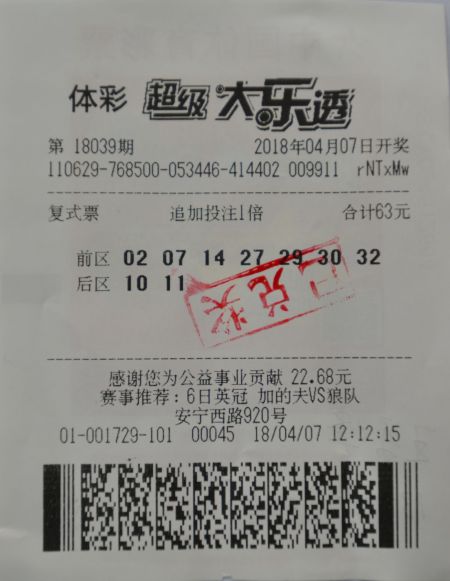 体彩 超级大乐透
第 18039期 2018年04月07日开奖
110629-768500-053446-414402 009911 rNTxMw
复式票 追加投注1倍 合计63元
前区 02 07 14 27 29 30 32
后区 10 11
已兑奖
感谢您为公益事业贡献 22.68元
赛事推荐：6日英冠 加的夫VS狼队
安宁西路920号
01-001729-101 00045 18/04/07 12:12:15